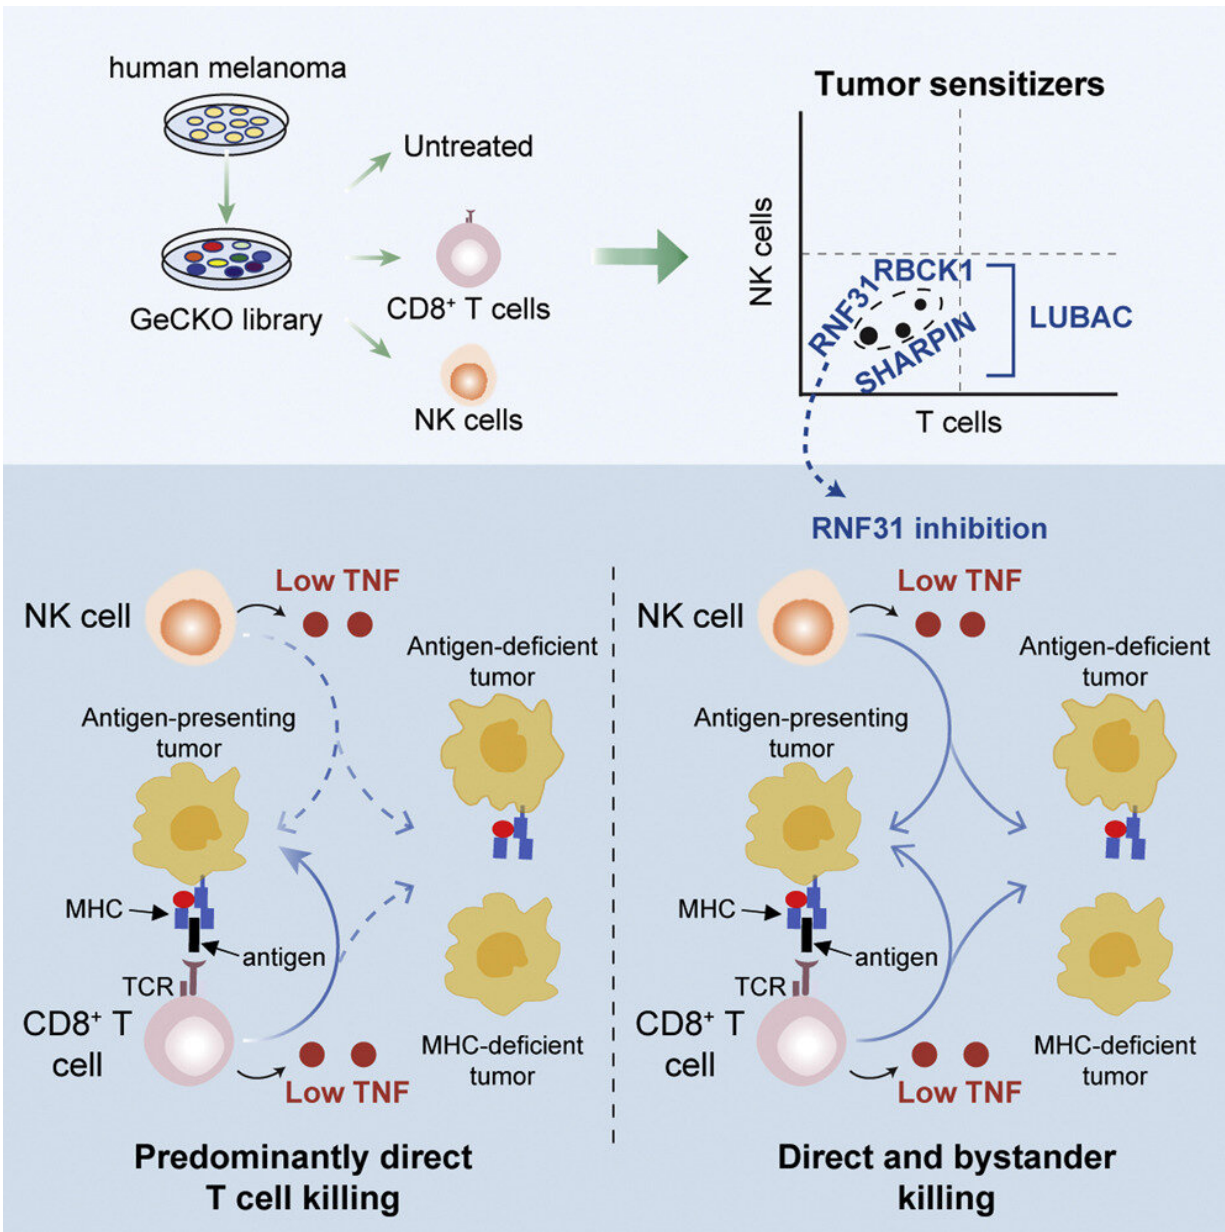 human melanoma
Untreated
GeCKO library
CD8⁺ T cells
NK cells
Tumor sensitizers
NK cells
RBCK1
RNF31
SHARPIN
LUBAC
T cells
RNF31 inhibition
NK cell
Low TNF
Antigen-deficient
tumor
Antigen-presenting
tumor
MHC
antigen
TCR
CD8⁺ T
cell
Low TNF
MHC-deficient
tumor
Predominantly direct
T cell killing
NK cell
Low TNF
Antigen-deficient
tumor
Antigen-presenting
tumor
MHC
antigen
TCR
CD8⁺ T
cell
Low TNF
MHC-deficient
tumor
Direct and bystander
killing